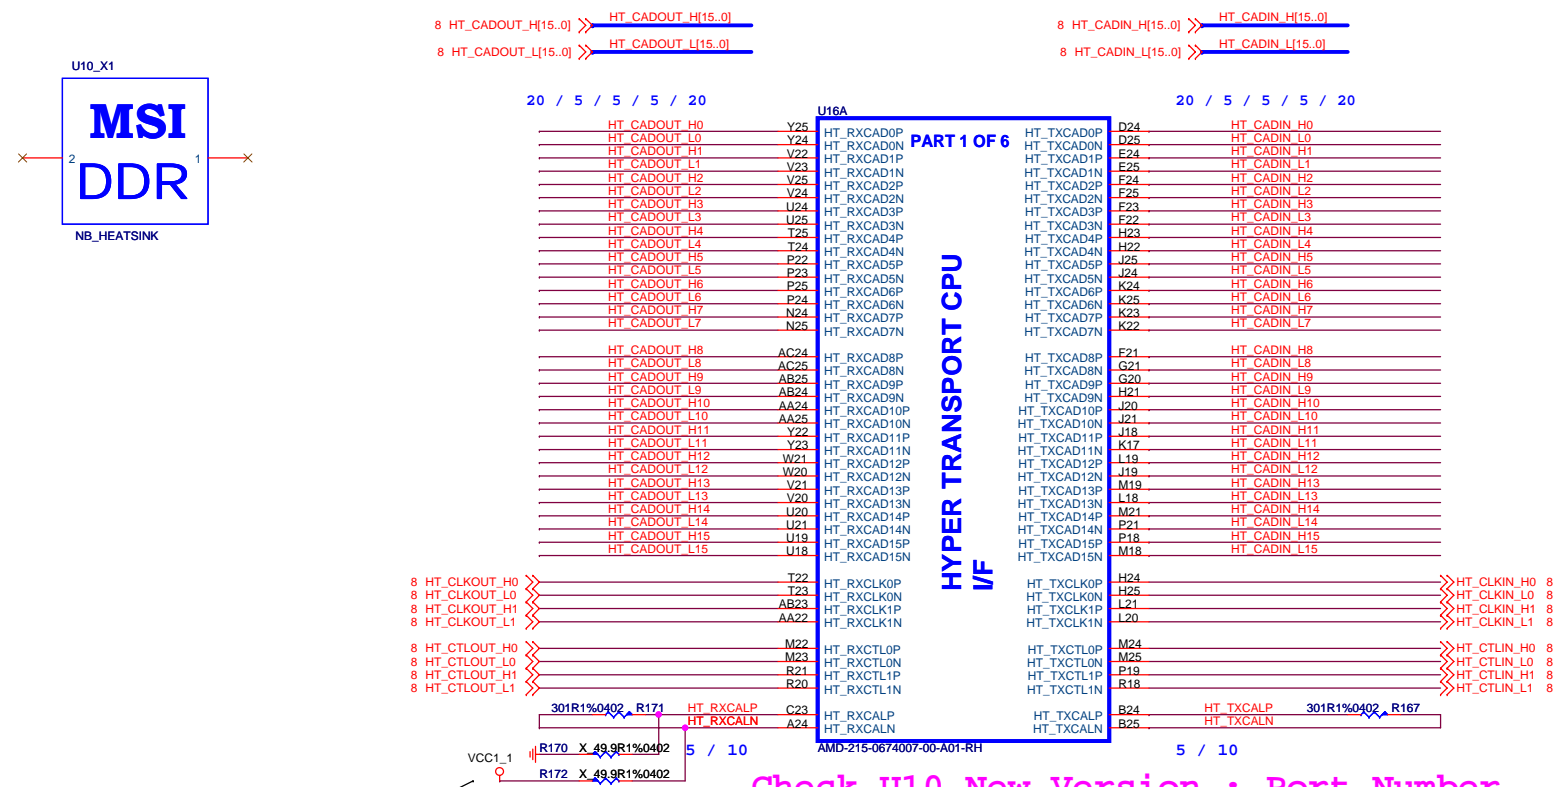 8 HT_CADOUT_H[15..0] HT_CADOUT_H[15..0] 8 HT_CADIN_H[15..0] HT_CADIN_H[15..0]
8 HT_CADOUT_L[15..0] HT_CADOUT_L[15..0] 8 HT_CADIN_L[15..0] HT_CADIN_L[15..0]
U10_X1
MSI
DDR
2 1
NB_HEATSINK
20 / 5 / 5 / 5 / 20 20 / 5 / 5 / 5 / 20
U16A
PART 1 OF 6
HYPER TRANSPORT CPU
I/F
HT_CADOUT_H0 Y25 HT_RXCAD0P HT_TXCAD0P D24 HT_CADIN_H0
HT_CADOUT_L0 Y24 HT_RXCAD0N HT_TXCAD0N D25 HT_CADIN_L0
HT_CADOUT_H1 V22 HT_RXCAD1P HT_TXCAD1P E24 HT_CADIN_H1
HT_CADOUT_L1 V23 HT_RXCAD1N HT_TXCAD1N E25 HT_CADIN_L1
HT_CADOUT_H2 V25 HT_RXCAD2P HT_TXCAD2P F24 HT_CADIN_H2
HT_CADOUT_L2 V24 HT_RXCAD2N HT_TXCAD2N F25 HT_CADIN_L2
HT_CADOUT_H3 U24 HT_RXCAD3P HT_TXCAD3P F23 HT_CADIN_H3
HT_CADOUT_L3 U25 HT_RXCAD3N HT_TXCAD3N F22 HT_CADIN_L3
HT_CADOUT_H4 T25 HT_RXCAD4P HT_TXCAD4P H23 HT_CADIN_H4
HT_CADOUT_L4 T24 HT_RXCAD4N HT_TXCAD4N H22 HT_CADIN_L4
HT_CADOUT_H5 P22 HT_RXCAD5P HT_TXCAD5P J25 HT_CADIN_H5
HT_CADOUT_L5 P23 HT_RXCAD5N HT_TXCAD5N J24 HT_CADIN_L5
HT_CADOUT_H6 P25 HT_RXCAD6P HT_TXCAD6P K24 HT_CADIN_H6
HT_CADOUT_L6 P24 HT_RXCAD6N HT_TXCAD6N K25 HT_CADIN_L6
HT_CADOUT_H7 N24 HT_RXCAD7P HT_TXCAD7P K23 HT_CADIN_H7
HT_CADOUT_L7 N25 HT_RXCAD7N HT_TXCAD7N K22 HT_CADIN_L7
HT_CADOUT_H8 AC24 HT_RXCAD8P HT_TXCAD8P F21 HT_CADIN_H8
HT_CADOUT_L8 AC25 HT_RXCAD8N HT_TXCAD8N G21 HT_CADIN_L8
HT_CADOUT_H9 AB25 HT_RXCAD9P HT_TXCAD9P G20 HT_CADIN_H9
HT_CADOUT_L9 AB24 HT_RXCAD9N HT_TXCAD9N H21 HT_CADIN_L9
HT_CADOUT_H10 AA24 HT_RXCAD10P HT_TXCAD10P J20 HT_CADIN_H10
HT_CADOUT_L10 AA25 HT_RXCAD10N HT_TXCAD10N J21 HT_CADIN_L10
HT_CADOUT_H11 Y22 HT_RXCAD11P HT_TXCAD11P J18 HT_CADIN_H11
HT_CADOUT_L11 Y23 HT_RXCAD11N HT_TXCAD11N K17 HT_CADIN_L11
HT_CADOUT_H12 W21 HT_RXCAD12P HT_TXCAD12P L19 HT_CADIN_H12
HT_CADOUT_L12 W20 HT_RXCAD12N HT_TXCAD12N J19 HT_CADIN_L12
HT_CADOUT_H13 V21 HT_RXCAD13P HT_TXCAD13P M19 HT_CADIN_H13
HT_CADOUT_L13 V20 HT_RXCAD13N HT_TXCAD13N L18 HT_CADIN_L13
HT_CADOUT_H14 U20 HT_RXCAD14P HT_TXCAD14P M21 HT_CADIN_H14
HT_CADOUT_L14 U21 HT_RXCAD14N HT_TXCAD14N P21 HT_CADIN_L14
HT_CADOUT_H15 U19 HT_RXCAD15P HT_TXCAD15P P18 HT_CADIN_H15
HT_CADOUT_L15 U18 HT_RXCAD15N HT_TXCAD15N M18 HT_CADIN_L15
8 HT_CLKOUT_H0 T22 HT_RXCLK0P HT_TXCLK0P H24 HT_CLKIN_H0 8
8 HT_CLKOUT_L0 T23 HT_RXCLK0N HT_TXCLK0N H25 HT_CLKIN_L0 8
8 HT_CLKOUT_H1 AB23 HT_RXCLK1P HT_TXCLK1P L21 HT_CLKIN_H1 8
8 HT_CLKOUT_L1 AA22 HT_RXCLK1N HT_TXCLK1N L20 HT_CLKIN_L1 8
8 HT_CTLOUT_H0 M22 HT_RXCTL0P HT_TXCTL0P M24 HT_CTLIN_H0 8
8 HT_CTLOUT_L0 M23 HT_RXCTL0N HT_TXCTL0N M25 HT_CTLIN_L0 8
8 HT_CTLOUT_H1 R21 HT_RXCTL1P HT_TXCTL1P P19 HT_CTLIN_H1 8
8 HT_CTLOUT_L1 R20 HT_RXCTL1N HT_TXCTL1N R18 HT_CTLIN_L1 8
301R1%0402 R171 HT_RXCALP C23 HT_RXCALP HT_TXCALP B24 HT_TXCALP 301R1%0402 R167
HT_RXCALN A24 HT_RXCALN HT_TXCALN B25 HT_TXCALN
R170 X_49.9R1%0402 5 / 10 AMD-215-0674007-00-A01-RH 5 / 10
VCC1_1
R172 X_49.9R1%0402
Check U10 New Version : Part Number